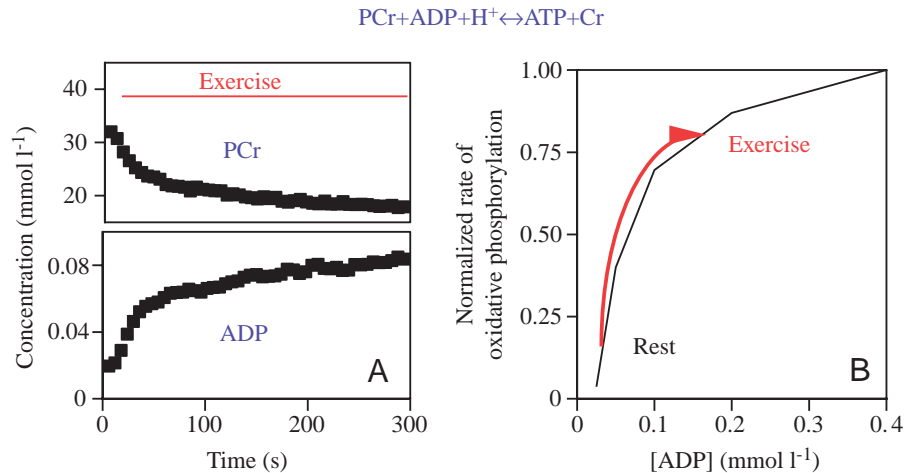 PCr+ADP+H⁺↔ATP+Cr
Concentration (mmol l⁻¹)
40
30
20
Exercise
PCr
0.08
0.04
0
ADP
A
0
100
200
300
Time (s)
Normalized rate of
oxidative phosphorylation
1.00
0.75
0.50
0.25
0
Exercise
Rest
B
0
0.1
0.2
0.3
0.4
[ADP] (mmol l⁻¹)